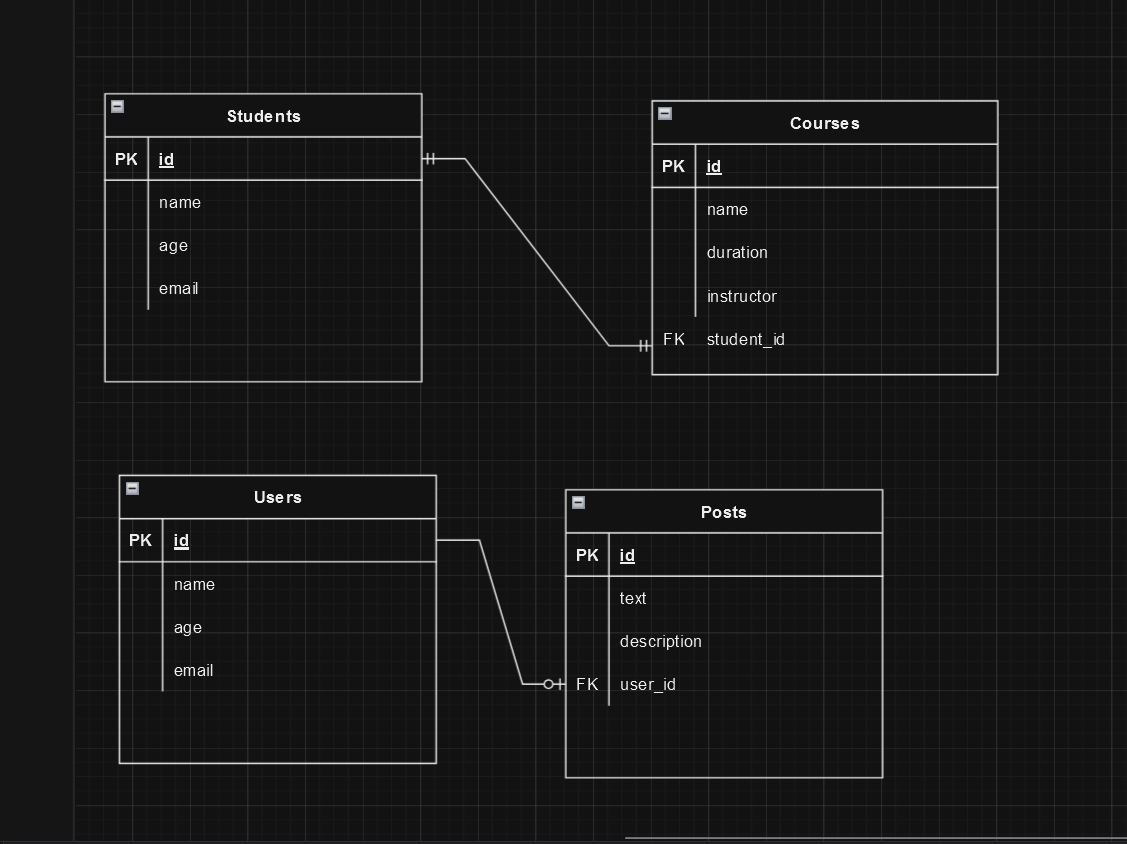 Students
PK id
name
age
email
Courses
PK id
name
duration
instructor
FK student_id
Users
PK id
name
age
email
Posts
PK id
text
description
FK user_id